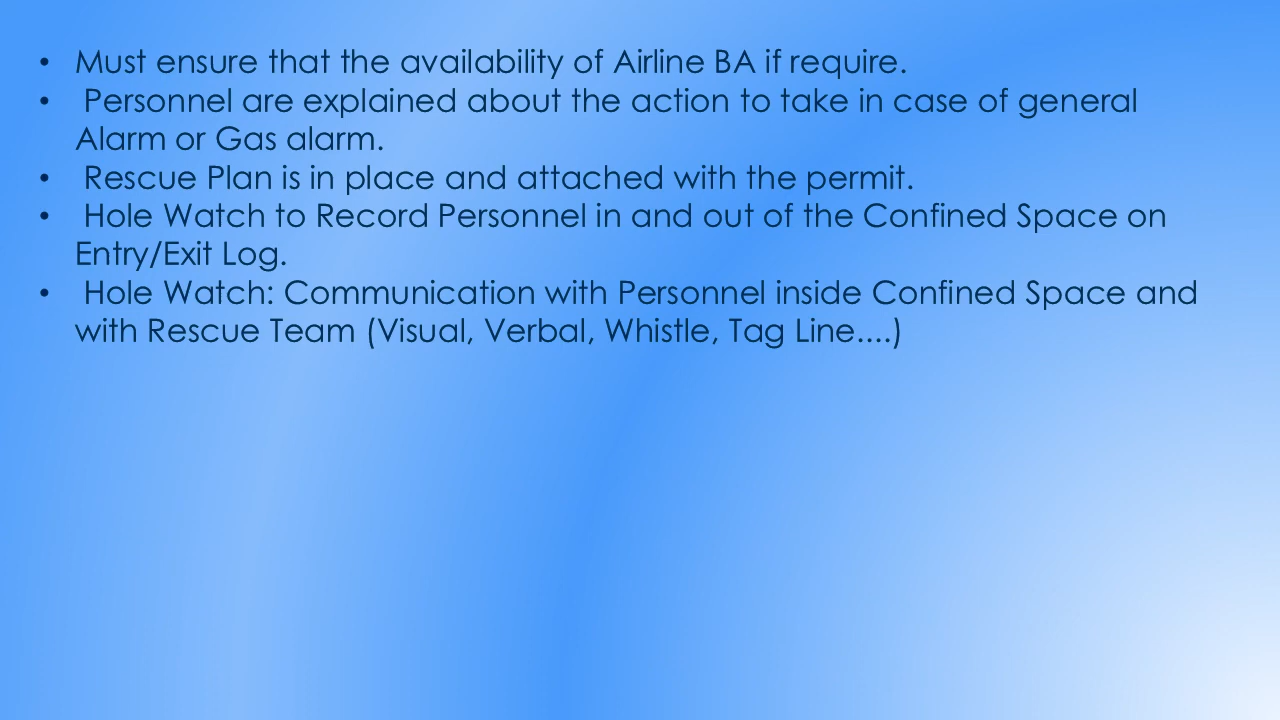 • Must ensure that the availability of Airline BA if require.
• Personnel are explained about the action to take in case of general
Alarm or Gas alarm.
• Rescue Plan is in place and attached with the permit.
• Hole Watch to Record Personnel in and out of the Confined Space on
Entry/Exit Log.
• Hole Watch: Communication with Personnel inside Confined Space and
with Rescue Team (Visual, Verbal, Whistle, Tag Line....)